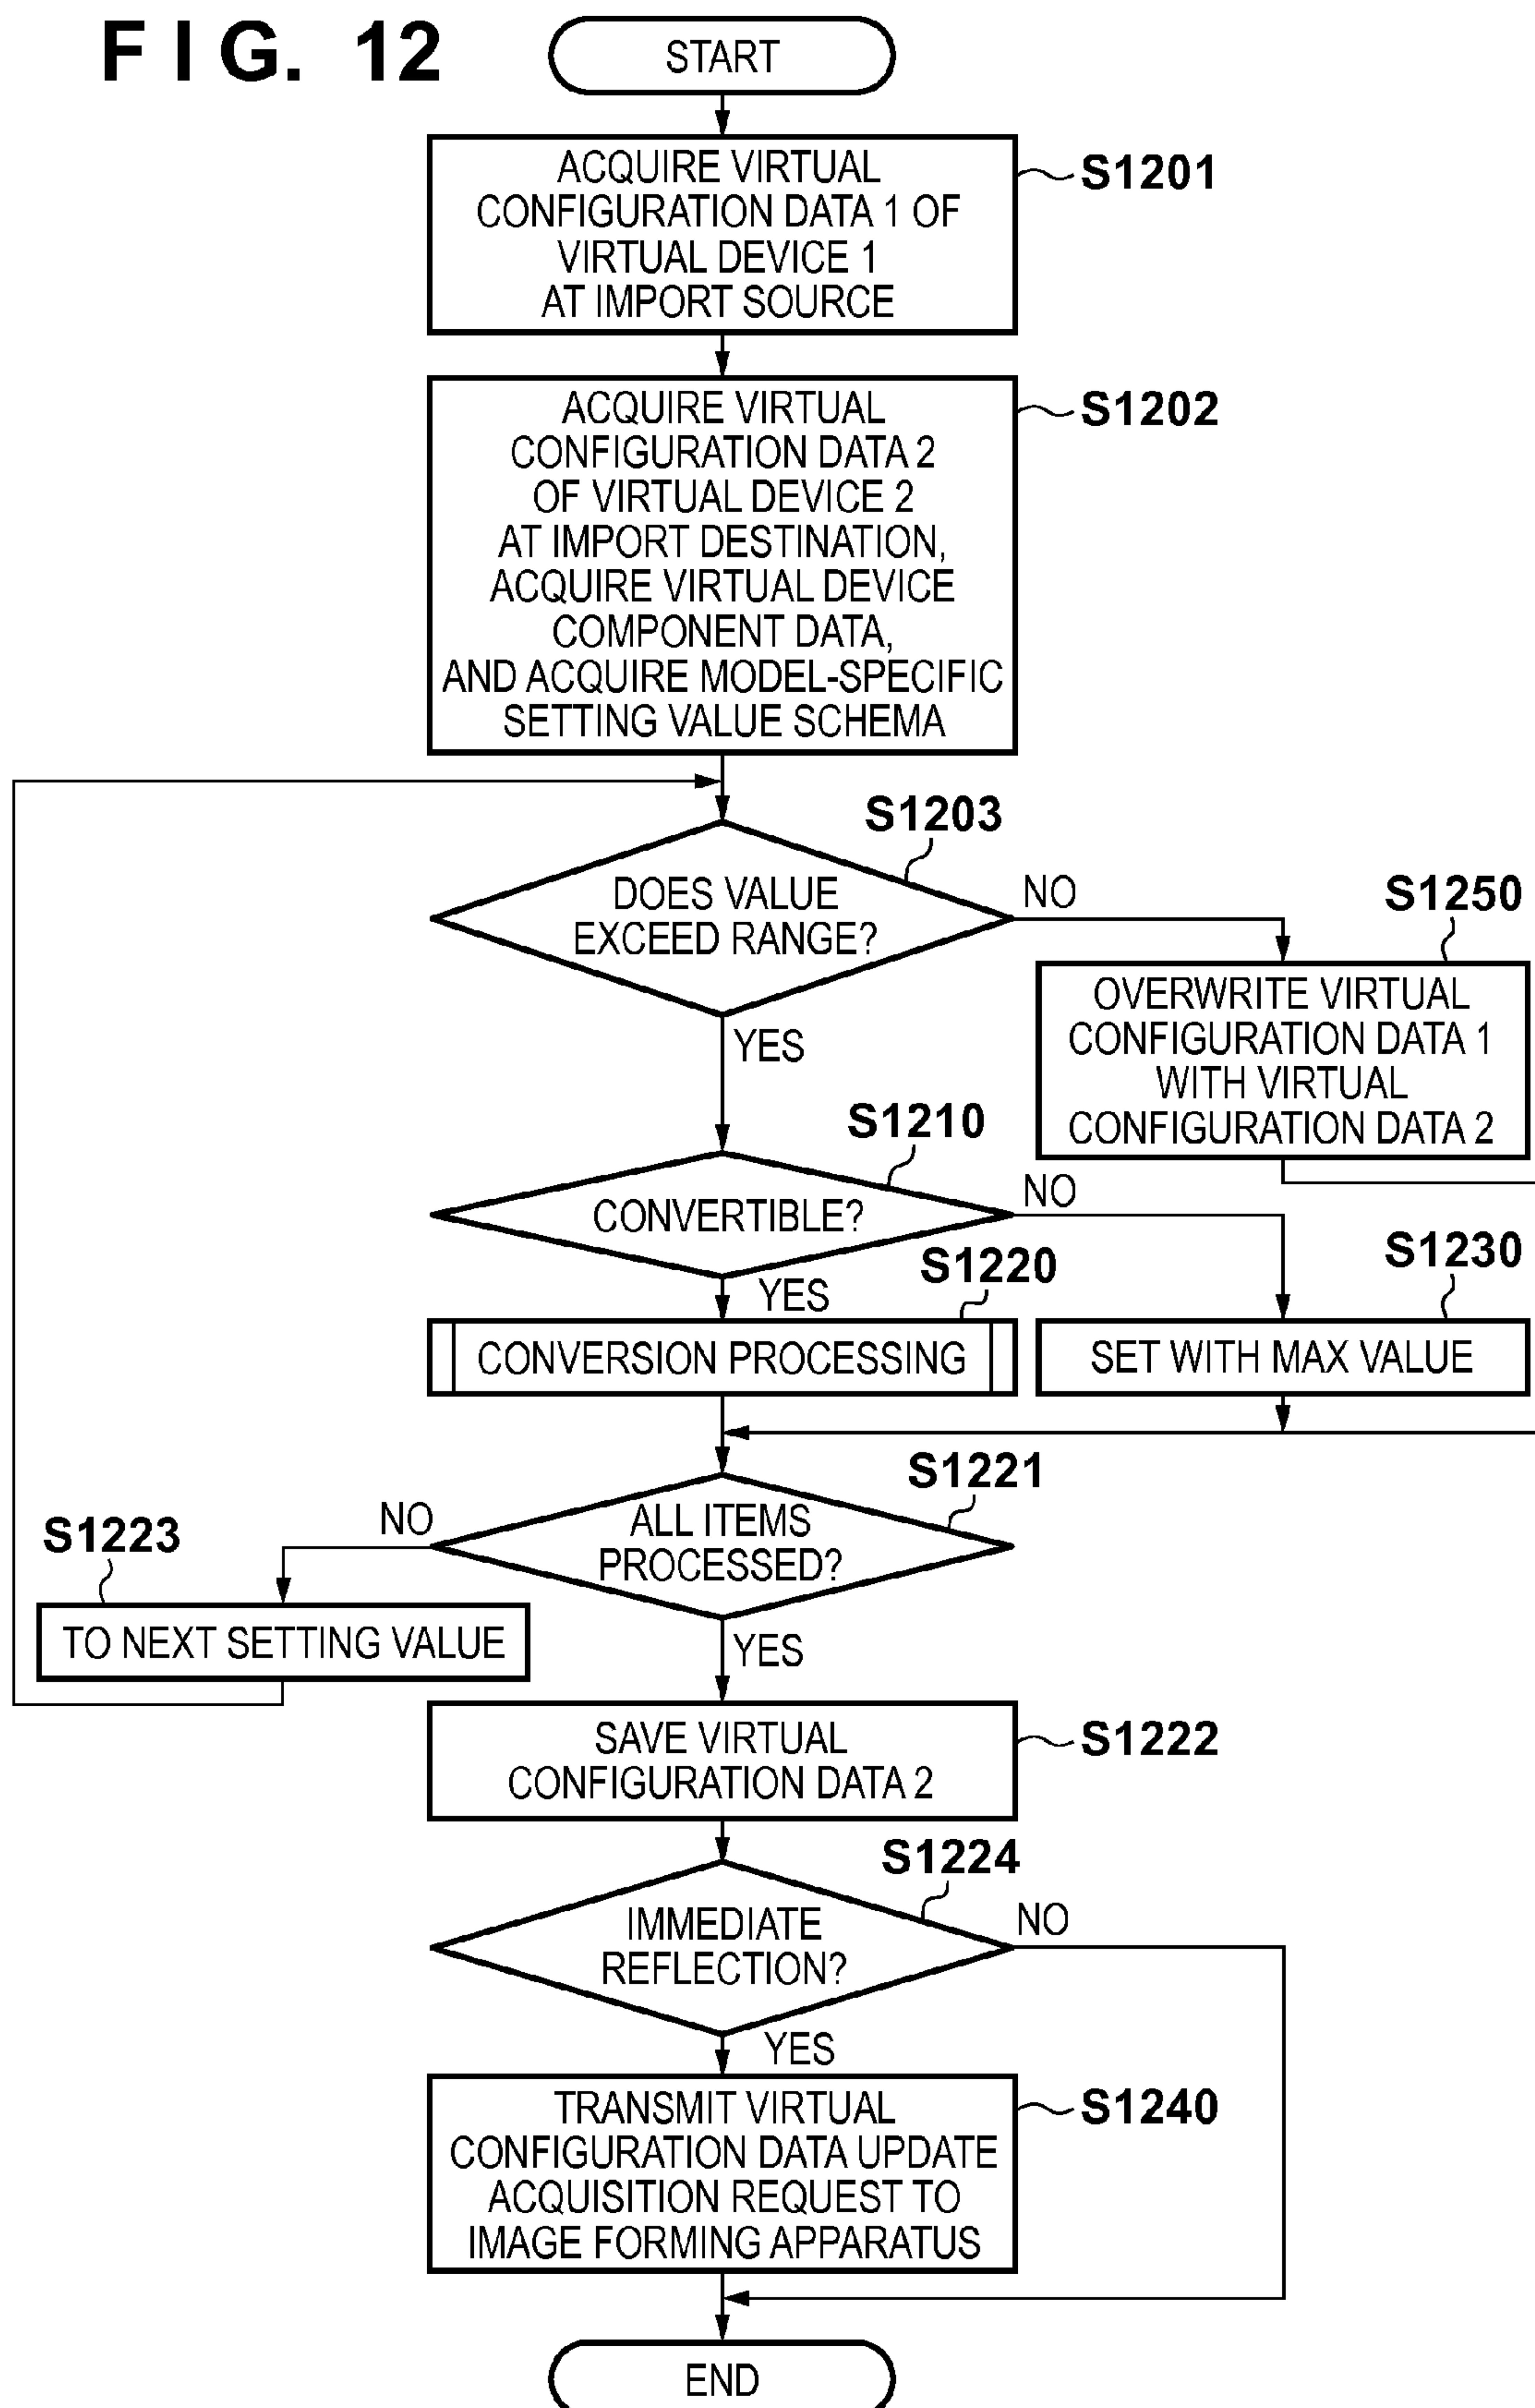 FIG. 12
START
ACQUIRE VIRTUAL
CONFIGURATION DATA 1 OF
VIRTUAL DEVICE 1
AT IMPORT SOURCE
S1201
ACQUIRE VIRTUAL
CONFIGURATION DATA 2
OF VIRTUAL DEVICE 2
AT IMPORT DESTINATION,
ACQUIRE VIRTUAL DEVICE
COMPONENT DATA,
AND ACQUIRE MODEL-SPECIFIC
SETTING VALUE SCHEMA
S1202
S1203
DOES VALUE
EXCEED RANGE?
NO
YES
S1250
OVERWRITE VIRTUAL
CONFIGURATION DATA 1
WITH VIRTUAL
CONFIGURATION DATA 2
S1210
CONVERTIBLE?
NO
YES
S1220
CONVERSION PROCESSING
S1230
SET WITH MAX VALUE
S1221
ALL ITEMS
PROCESSED?
NO
YES
S1223
TO NEXT SETTING VALUE
SAVE VIRTUAL
CONFIGURATION DATA 2
S1222
S1224
IMMEDIATE
REFLECTION?
NO
YES
TRANSMIT VIRTUAL
CONFIGURATION DATA UPDATE
ACQUISITION REQUEST TO
IMAGE FORMING APPARATUS
S1240
END